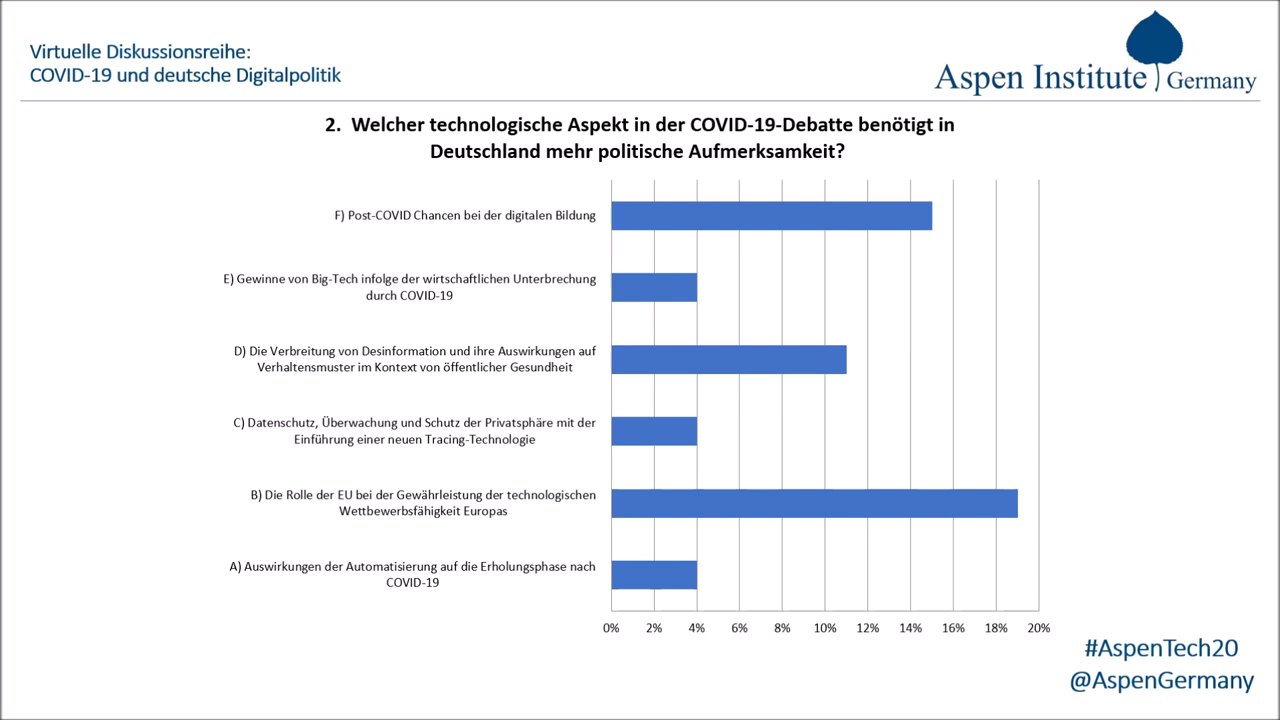 Virtuelle Diskussionsreihe:
COVID-19 und deutsche Digitalpolitik
Aspen Institute Germany
2. Welcher technologische Aspekt in der COVID-19-Debatte benötigt in
Deutschland mehr politische Aufmerksamkeit?
F) Post-COVID Chancen bei der digitalen Bildung
E) Gewinne von Big-Tech infolge der wirtschaftlichen Unterbrechung
durch COVID-19
D) Die Verbreitung von Desinformation und ihre Auswirkungen auf
Verhaltensmuster im Kontext von öffentlicher Gesundheit
C) Datenschutz, Überwachung und Schutz der Privatsphäre mit der
Einführung einer neuen Tracing-Technologie
B) Die Rolle der EU bei der Gewährleistung der technologischen
Wettbewerbsfähigkeit Europas
A) Auswirkungen der Automatisierung auf die Erholungsphase nach
COVID-19
0% 2% 4% 6% 8% 10% 12% 14% 16% 18% 20%
#AspenTech20
@AspenGermany